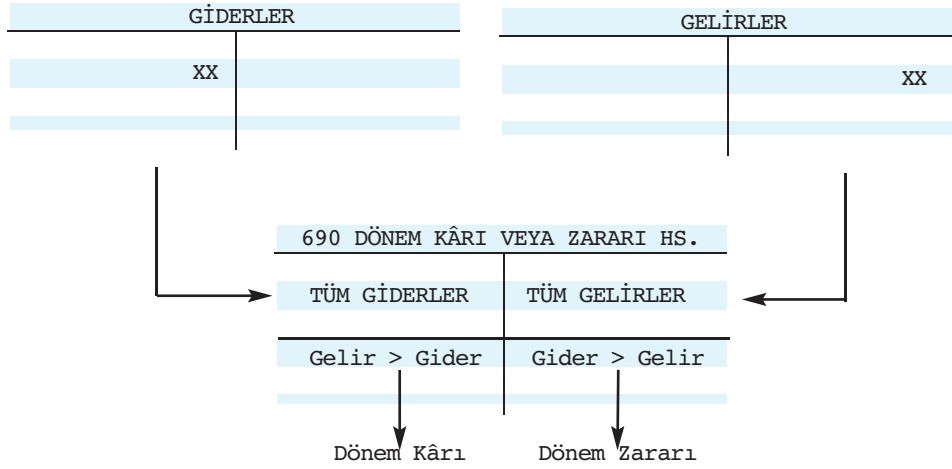 GİDERLER
GELİRLER
XX
XX
690 DÖNEM KÂRI VEYA ZARARI HS.
TÜM GİDERLER TÜM GELİRLER
Gelir > Gider Gider > Gelir
Dönem Kârı Dönem Zararı